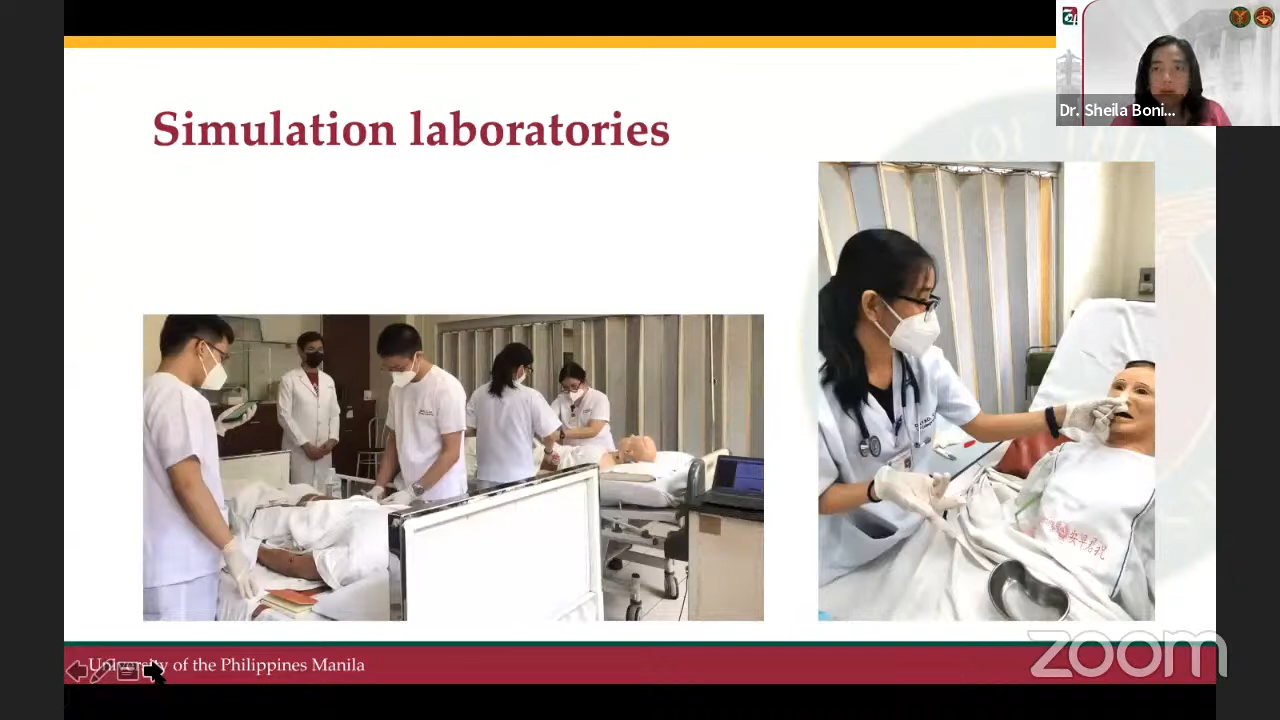 Simulation laboratories
Dr. Sheila Boni...
University of the Philippines Manila
zoom